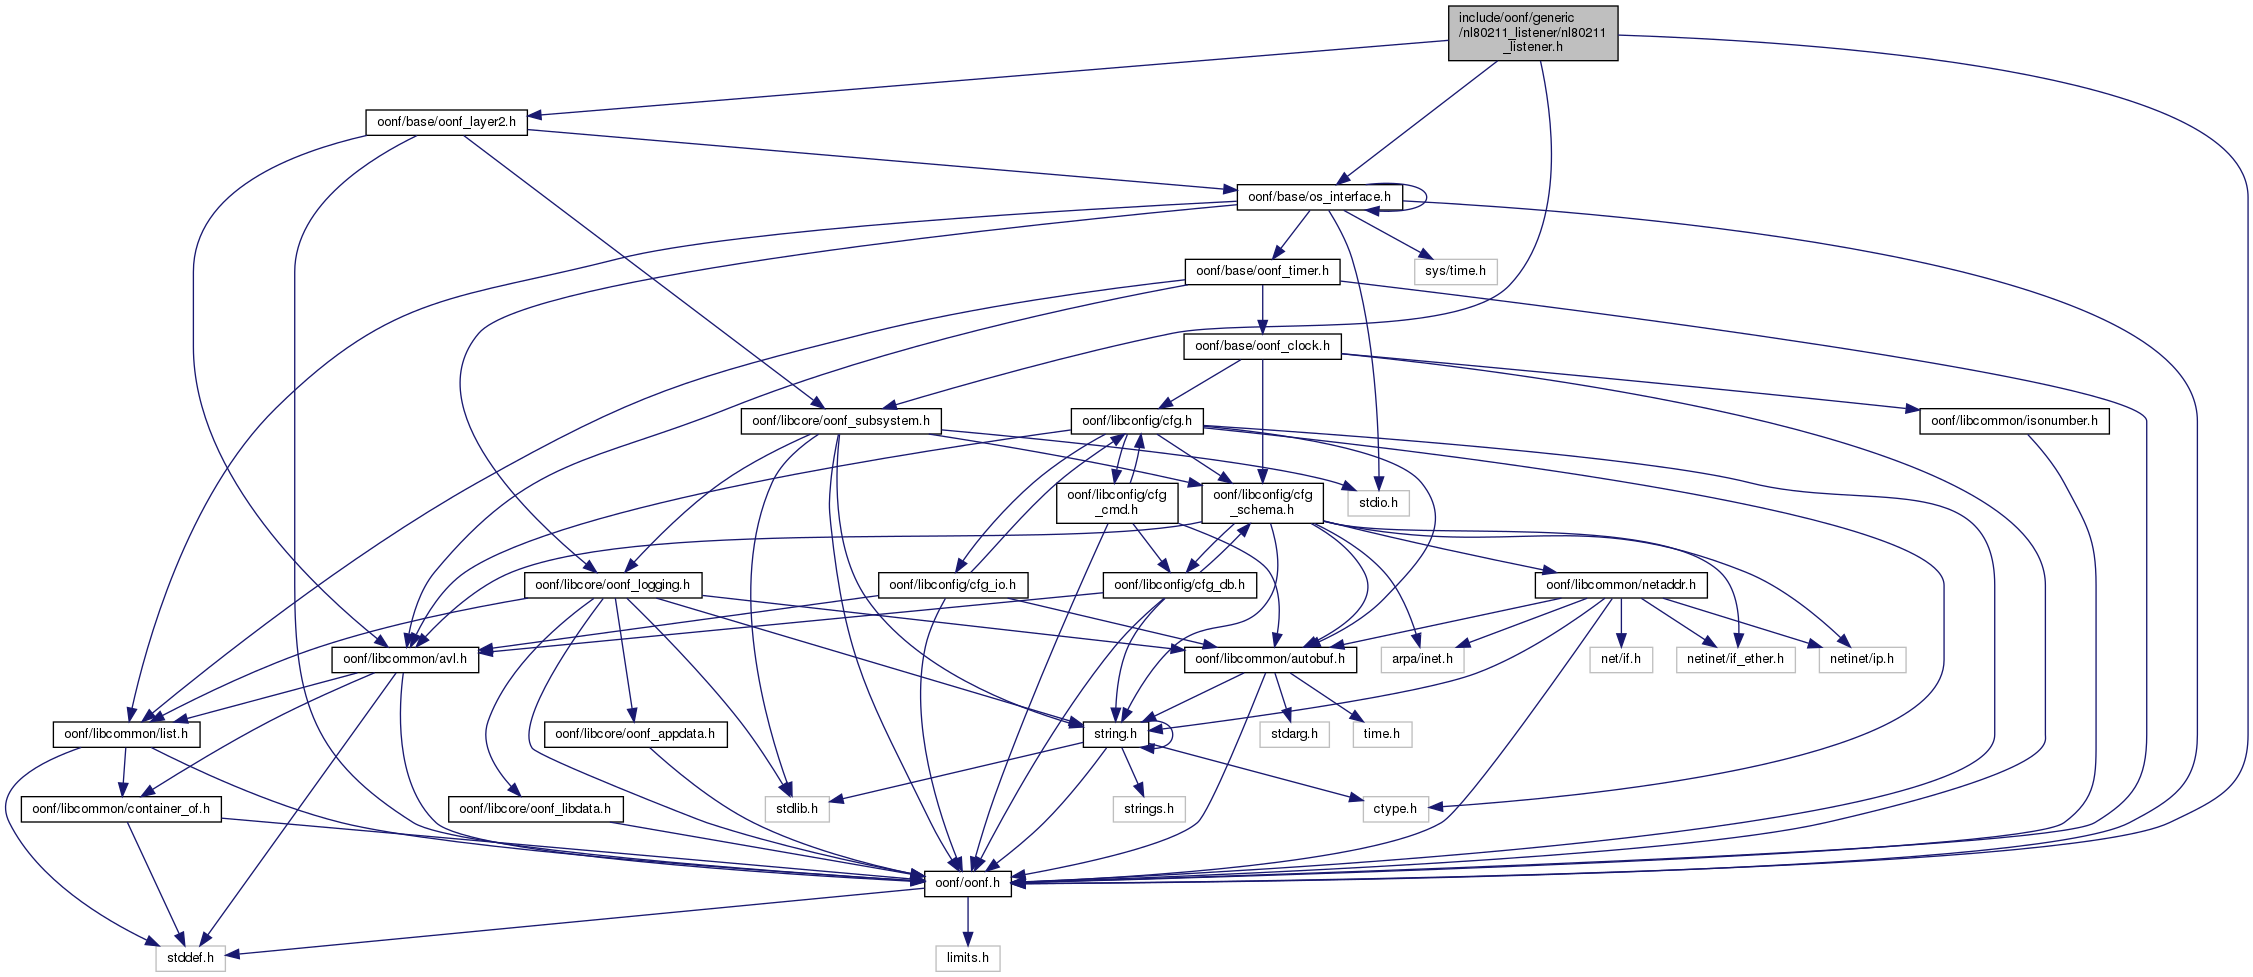 include/oonf/generic
/nl80211_listener/nl80211
_listener.h
oonf/base/oonf_layer2.h
oonf/base/os_interface.h
oonf/base/oonf_timer.h
sys/time.h
oonf/base/oonf_clock.h
oonf/libcore/oonf_subsystem.h
oonf/libconfig/cfg.h
oonf/libcommon/isonumber.h
oonf/libconfig/cfg
_cmd.h
oonf/libconfig/cfg
_schema.h
stdio.h
oonf/libcore/oonf_logging.h
oonf/libconfig/cfg_io.h
oonf/libconfig/cfg_db.h
oonf/libcommon/netaddr.h
oonf/libcommon/avl.h
oonf/libcommon/autobuf.h
arpa/inet.h
net/if.h
netinet/if_ether.h
netinet/ip.h
oonf/libcommon/list.h
oonf/libcore/oonf_appdata.h
string.h
stdarg.h
time.h
oonf/libcommon/container_of.h
oonf/libcore/oonf_libdata.h
stdlib.h
strings.h
ctype.h
oonf/oonf.h
stddef.h
limits.h